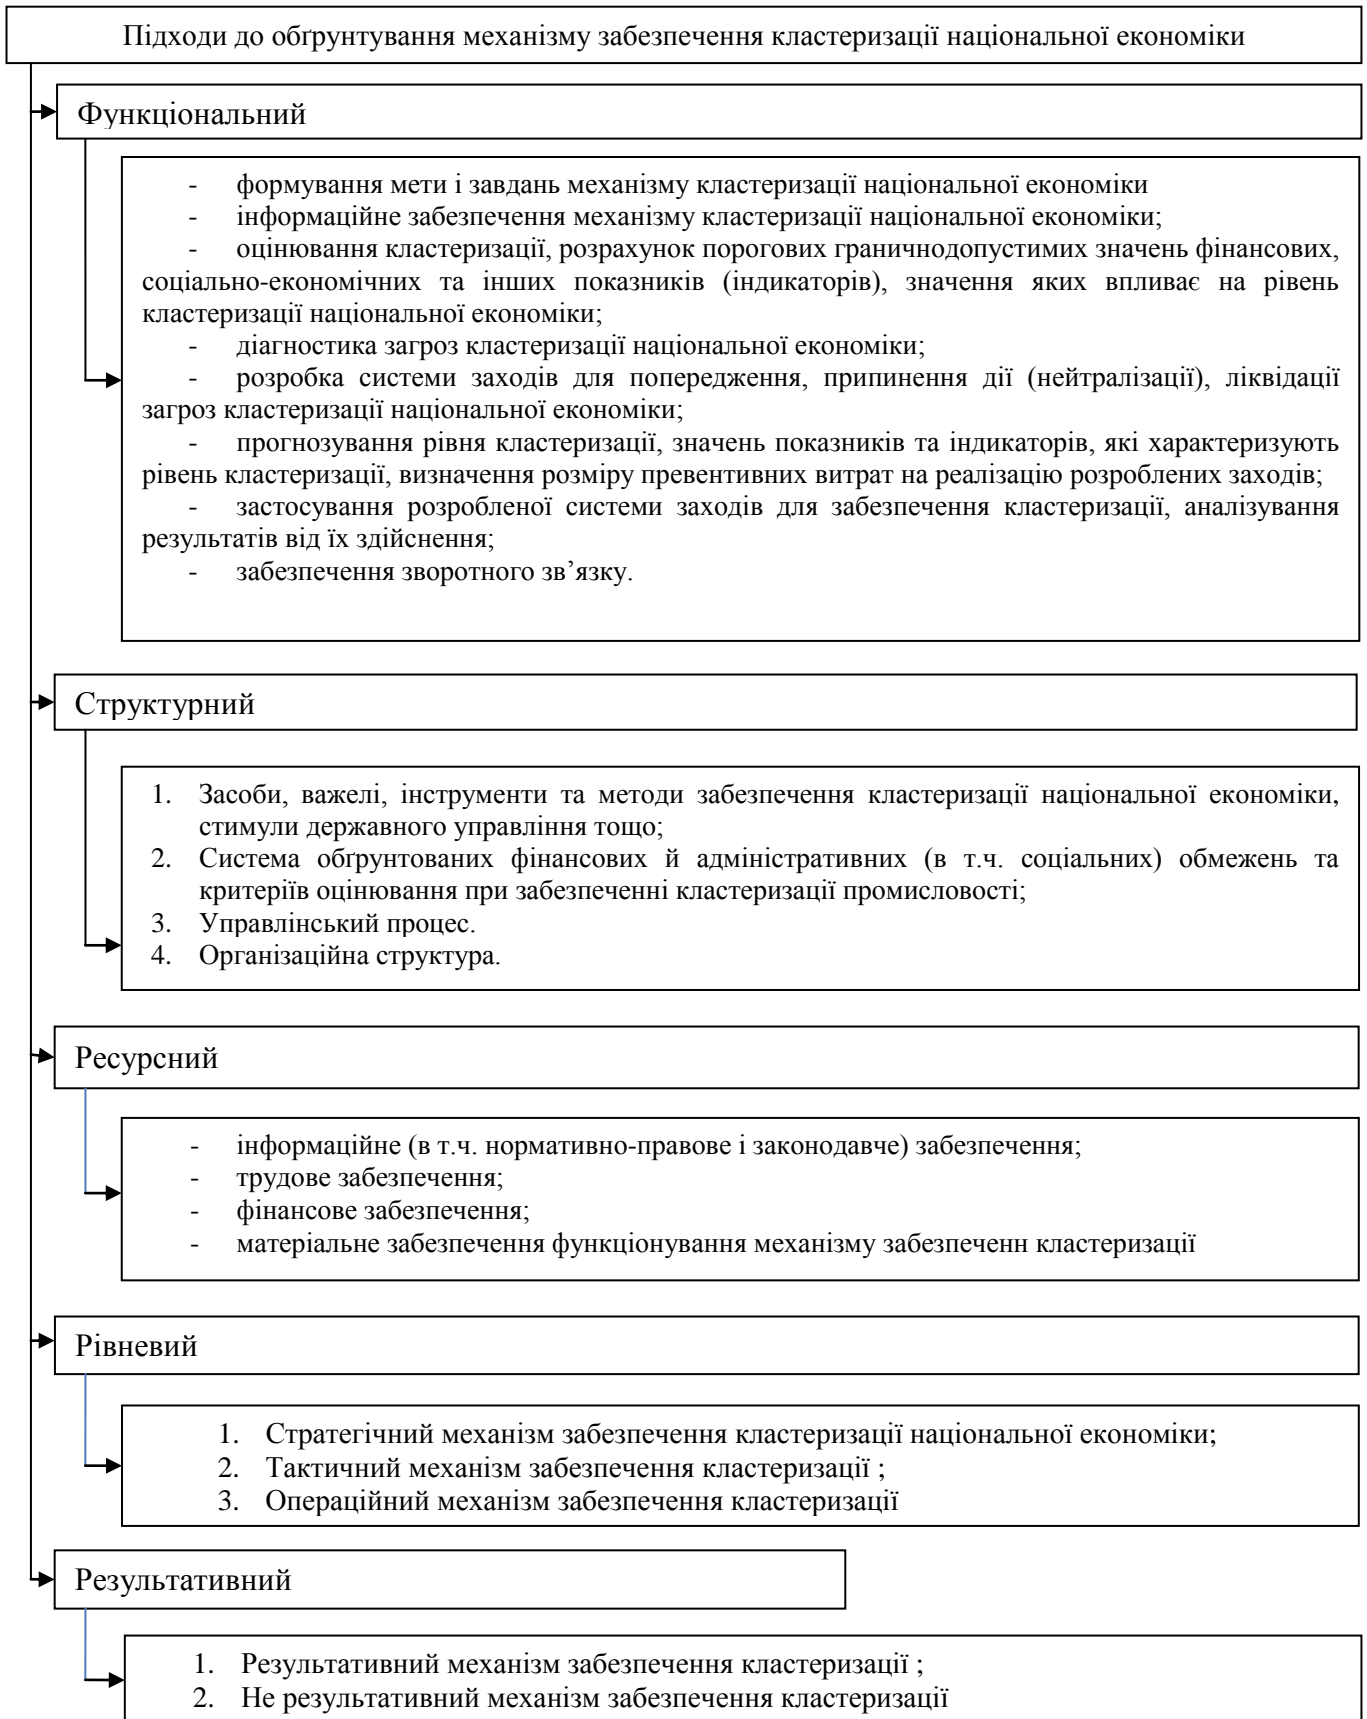 Підходи до обґрунтування механізму забезпечення кластеризації національної економіки
Функціональний
- формування мети і завдань механізму кластеризації національної економіки
- інформаційне забезпечення механізму кластеризації національної економіки;
- оцінювання кластеризації, розрахунок порогових граничнодопустимих значень фінансових,
соціально-економічних та інших показників (індикаторів), значення яких впливає на рівень
кластеризації національної економіки;
- діагностика загроз кластеризації національної економіки;
- розробка системи заходів для попередження, припинення дії (нейтралізації), ліквідації
загроз кластеризації національної економіки;
- прогнозування рівня кластеризації, значень показників та індикаторів, які характеризують
рівень кластеризації, визначення розміру превентивних витрат на реалізацію розроблених заходів;
- застосування розробленої системи заходів для забезпечення кластеризації, аналізування
результатів від їх здійснення;
- забезпечення зворотного зв’язку.
Структурний
1. Засоби, важелі, інструменти та методи забезпечення кластеризації національної економіки,
стимули державного управління тощо;
2. Система обґрунтованих фінансових й адміністративних (в т.ч. соціальних) обмежень та
критеріїв оцінювання при забезпеченні кластеризації промисловості;
3. Управлінський процес.
4. Організаційна структура.
Ресурсний
- інформаційне (в т.ч. нормативно-правове і законодавче) забезпечення;
- трудове забезпечення;
- фінансове забезпечення;
- матеріальне забезпечення функціонування механізму забезпеченн кластеризації
Рівневий
1. Стратегічний механізм забезпечення кластеризації національної економіки;
2. Тактичний механізм забезпечення кластеризації ;
3. Операційний механізм забезпечення кластеризації
Результативний
1. Результативний механізм забезпечення кластеризації ;
2. Не результативний механізм забезпечення кластеризації